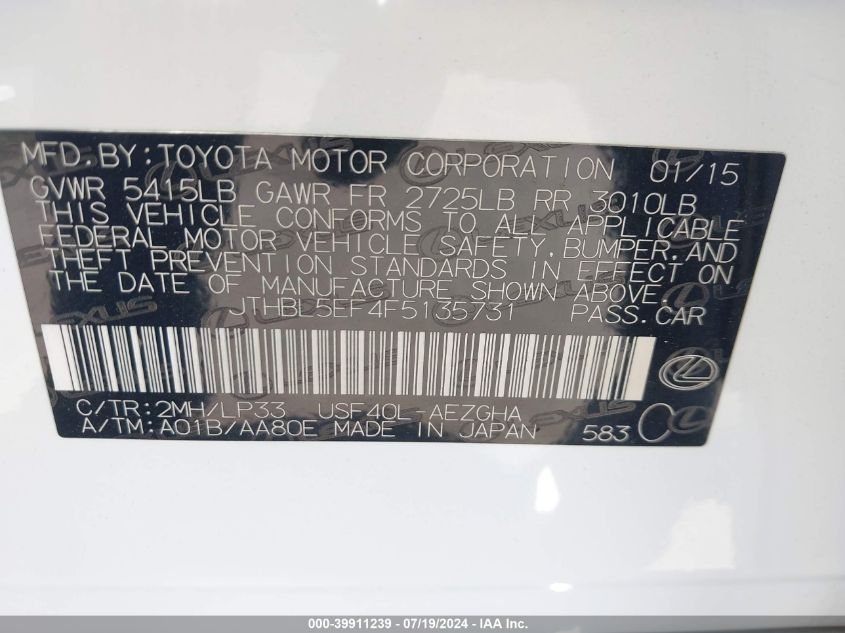 MFD.BY:TOYOTA MOTOR CORPORATION 01/15
GVWR 5415LB GAWR FR 2725LB RR 3010LB
THIS VEHICLE CONFORMS TO ALL APPLICABLE
FEDERAL MOTOR VEHICLE SAFETY,BUMPER,AND
THEFT PREVENTION STANDARDS IN EFFECT ON
THE DATE OF MANUFACTURE SHOWN ABOVE.
JTHBL5EF4F5135731 PASS.CAR
C/TR:2MH/LP33 USF40L-AEZGHA
A/TM:A01B/AA80E MADE IN JAPAN 583 C
000-39911239 - 07/19/2024 - IAA Inc.